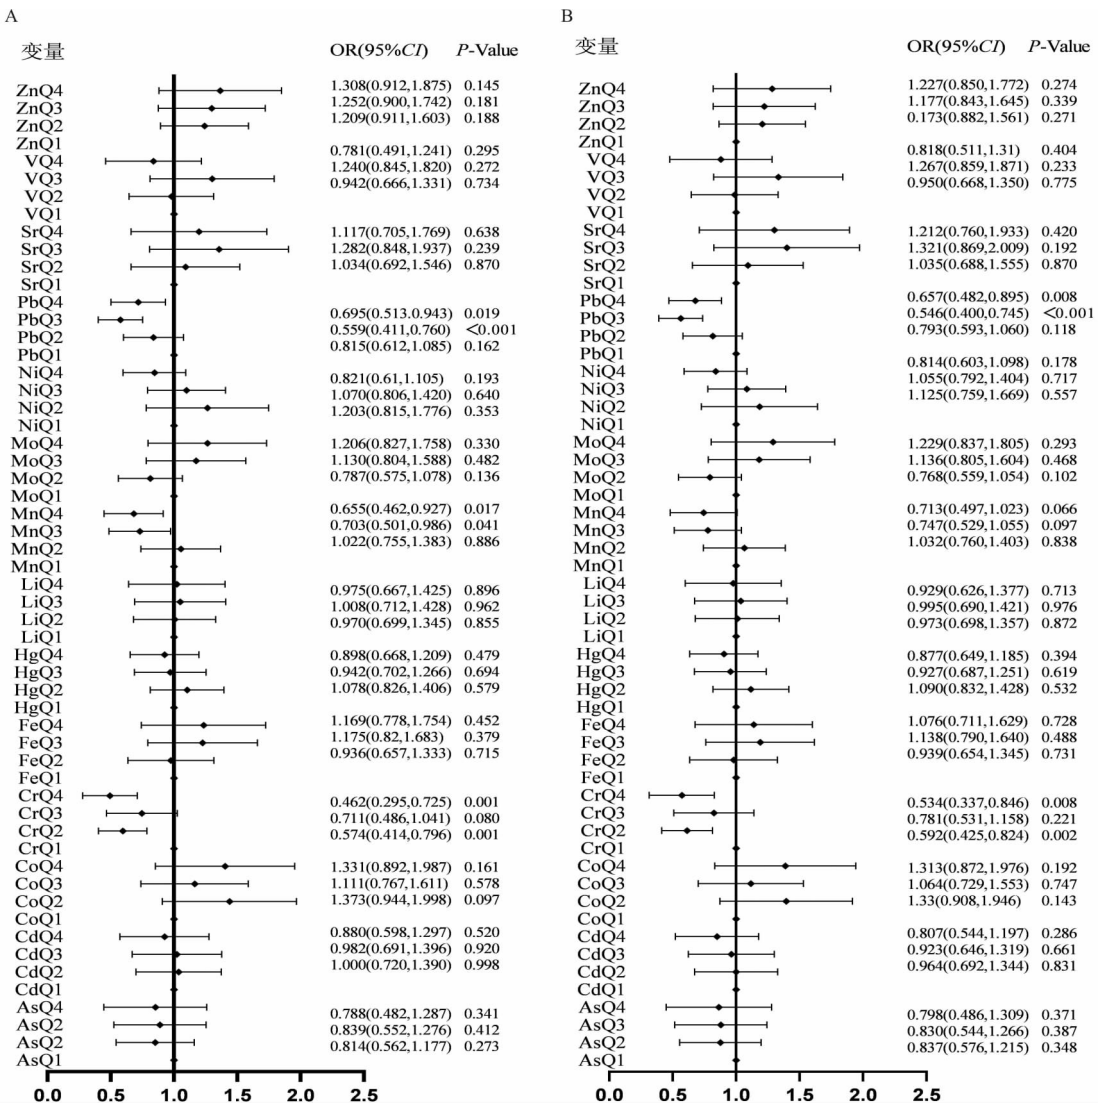 A
变量 OR(95%CI) P-Value
ZnQ4 1.308(0.912,1.875) 0.145
ZnQ3 1.252(0.900,1.742) 0.181
ZnQ2 1.209(0.911,1.603) 0.188
ZnQ1
VQ4 0.781(0.491,1.241) 0.295
VQ3 1.240(0.845,1.820) 0.272
VQ2 0.942(0.666,1.331) 0.734
VQ1
SrQ4 1.117(0.705,1.769) 0.638
SrQ3 1.282(0.848,1.937) 0.239
SrQ2 1.034(0.692,1.546) 0.870
SrQ1
PbQ4 0.695(0.513,0.943) 0.019
PbQ3 0.559(0.411,0.760) <0.001
PbQ2 0.815(0.612,1.085) 0.162
PbQ1
NiQ4 0.821(0.61,1.105) 0.193
NiQ3 1.070(0.806,1.420) 0.640
NiQ2 1.203(0.815,1.776) 0.353
NiQ1
MoQ4 1.206(0.827,1.758) 0.330
MoQ3 1.130(0.804,1.588) 0.482
MoQ2 0.787(0.575,1.078) 0.136
MoQ1
MnQ4 0.655(0.462,0.927) 0.017
MnQ3 0.703(0.501,0.986) 0.041
MnQ2 1.022(0.755,1.383) 0.886
MnQ1
LiQ4 0.975(0.667,1.425) 0.896
LiQ3 1.008(0.712,1.428) 0.962
LiQ2 0.970(0.699,1.345) 0.855
LiQ1
HgQ4 0.898(0.668,1.209) 0.479
HgQ3 0.942(0.702,1.266) 0.694
HgQ2 1.078(0.826,1.406) 0.579
HgQ1
FeQ4 1.169(0.778,1.754) 0.452
FeQ3 1.175(0.82,1.683) 0.379
FeQ2 0.936(0.657,1.333) 0.715
FeQ1
CrQ4 0.462(0.295,0.725) 0.001
CrQ3 0.711(0.486,1.041) 0.080
CrQ2 0.574(0.414,0.796) 0.001
CrQ1
CoQ4 1.331(0.892,1.987) 0.161
CoQ3 1.111(0.767,1.611) 0.578
CoQ2 1.373(0.944,1.998) 0.097
CoQ1
CdQ4 0.880(0.598,1.297) 0.520
CdQ3 0.982(0.691,1.396) 0.920
CdQ2 1.000(0.720,1.390) 0.998
CdQ1
AsQ4 0.788(0.482,1.287) 0.341
AsQ2 0.839(0.552,1.276) 0.412
AsQ2 0.814(0.562,1.177) 0.273
AsQ1
0.0 0.5 1.0 1.5 2.0 2.5
B
变量 OR(95%CI) P-Value
ZnQ4 1.227(0.850,1.772) 0.274
ZnQ3 1.177(0.843,1.645) 0.339
ZnQ2 0.173(0.882,1.561) 0.271
ZnQ1
VQ4 0.818(0.511,1.31) 0.404
VQ3 1.267(0.859,1.871) 0.233
VQ2 0.950(0.668,1.350) 0.775
VQ1
SrQ4 1.212(0.760,1.933) 0.420
SrQ3 1.321(0.869,2.009) 0.192
SrQ2 1.035(0.688,1.555) 0.870
SrQ1
PbQ4 0.657(0.482,0.895) 0.008
PbQ3 0.546(0.400,0.745) <0.001
PbQ2 0.793(0.593,1.060) 0.118
PbQ1
NiQ4 0.814(0.603,1.098) 0.178
NiQ3 1.055(0.792,1.404) 0.717
NiQ2 1.125(0.759,1.669) 0.557
NiQ1
MoQ4 1.229(0.837,1.805) 0.293
MoQ3 1.136(0.805,1.604) 0.468
MoQ2 0.768(0.559,1.054) 0.102
MoQ1
MnQ4 0.713(0.497,1.023) 0.066
MnQ3 0.747(0.529,1.055) 0.097
MnQ2 1.032(0.760,1.403) 0.838
MnQ1
LiQ4 0.929(0.626,1.377) 0.713
LiQ3 0.995(0.690,1.421) 0.976
LiQ2 0.973(0.698,1.357) 0.872
LiQ1
HgQ4 0.877(0.649,1.185) 0.394
HgQ3 0.927(0.687,1.251) 0.619
HgQ2 1.090(0.832,1.428) 0.532
HgQ1
FeQ4 1.076(0.711,1.629) 0.728
FeQ3 1.138(0.790,1.640) 0.488
FeQ2 0.939(0.654,1.345) 0.731
FeQ1
CrQ4 0.534(0.337,0.846) 0.008
CrQ3 0.781(0.531,1.158) 0.221
CrQ2 0.592(0.425,0.824) 0.002
CrQ1
CoQ4 1.313(0.872,1.976) 0.192
CoQ3 1.064(0.729,1.553) 0.747
CoQ2 1.33(0.908,1.946) 0.143
CoQ1
CdQ4 0.807(0.544,1.197) 0.286
CdQ3 0.923(0.646,1.319) 0.661
CdQ2 0.964(0.692,1.344) 0.831
CdQ1
AsQ4 0.798(0.486,1.309) 0.371
AsQ3 0.830(0.544,1.266) 0.387
AsQ2 0.837(0.576,1.215) 0.348
AsQ1
0.0 0.5 1.0 1.5 2.0 2.5